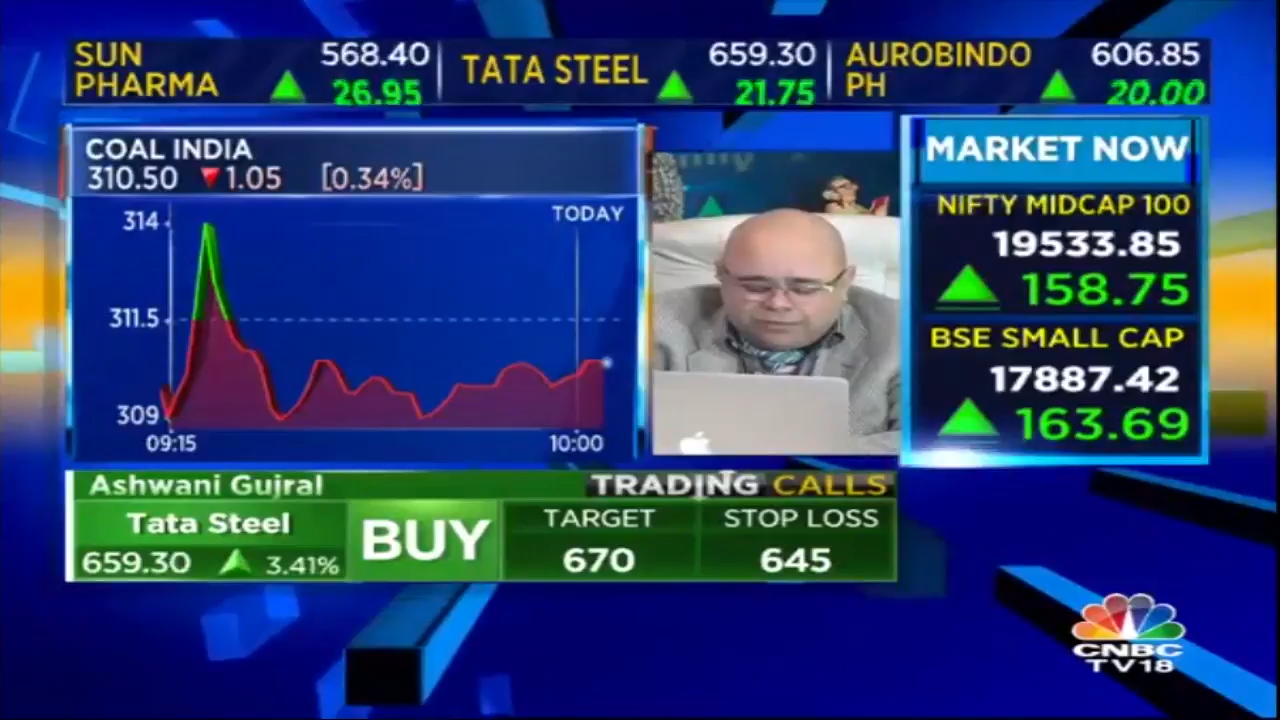 SUN PHARMA
568.40
▲ 26.95
TATA STEEL
659.30
▲ 21.75
AUROBINDO PH
606.85
▲ 20.00
COAL INDIA
310.50 ▼1.05 [0.34%]
TODAY
314
311.5
309
09:15
10:00
MARKET NOW
NIFTY MIDCAP 100
19533.85
▲ 158.75
BSE SMALL CAP
17887.42
▲ 163.69
Ashwani Gujral
TRADING CALLS
Tata Steel
659.30 ▲ 3.41%
BUY
TARGET
670
STOP LOSS
645
CNBC
TV18